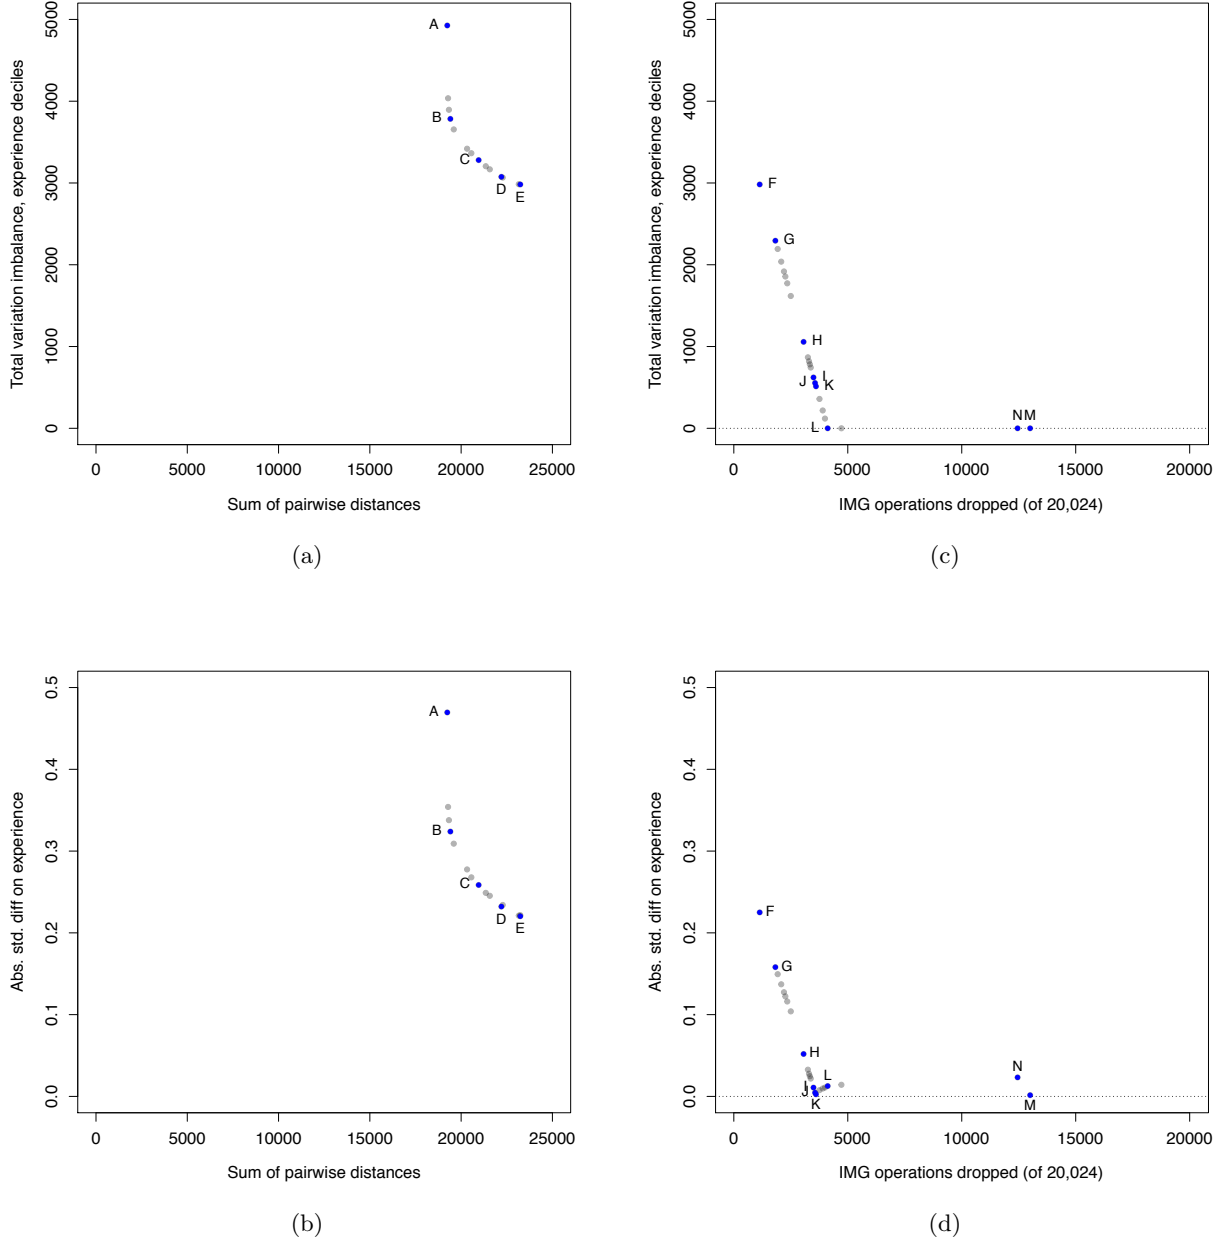 Total variation imbalance, experience deciles
5000
4000
3000
2000
1000
0
A
B
C
D
E
0 5000 10000 15000 20000 25000
Sum of pairwise distances
(a)
Total variation imbalance, experience deciles
5000
4000
3000
2000
1000
0
F
G
H
I
J
K
L
N M
0 5000 10000 15000 20000
IMG operations dropped (of 20,024)
(c)
Abs. std. diff on experience
0.5
0.4
0.3
0.2
0.1
0.0
A
B
C
D
E
0 5000 10000 15000 20000 25000
Sum of pairwise distances
(b)
Abs. std. diff on experience
0.5
0.4
0.3
0.2
0.1
0.0
F
G
H
L
I
J
K
N
M
0 5000 10000 15000 20000
IMG operations dropped (of 20,024)
(d)